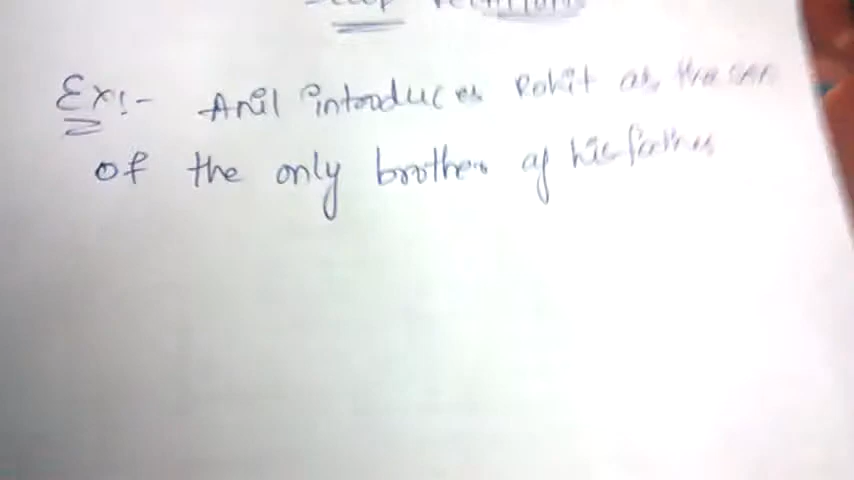 Ex:- Anil introduces Rohit as the son
of the only brother of his father